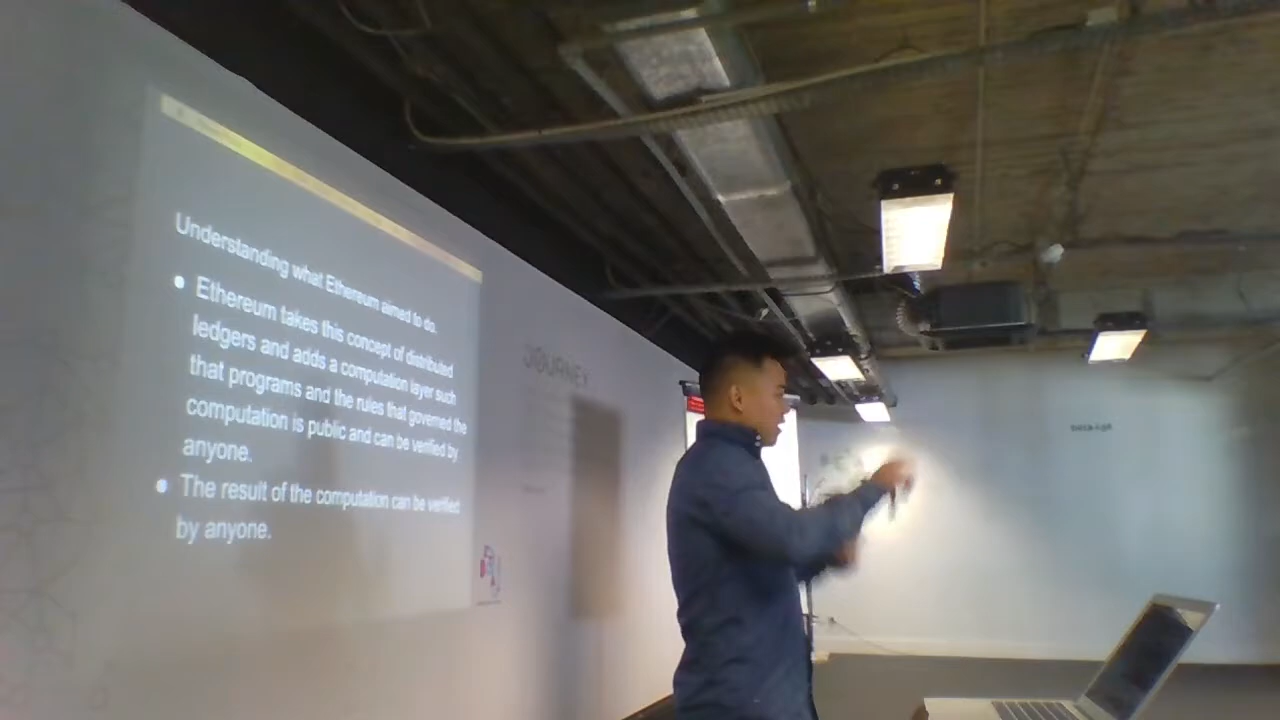 Understanding what Ethereum aimed to do.
• Ethereum takes this concept of distributed
ledgers and adds a computation layer such
that programs and the rules that governed the
computation is public and can be verified by
anyone.
• The result of the computation can be verified
by anyone.
JOURNEY